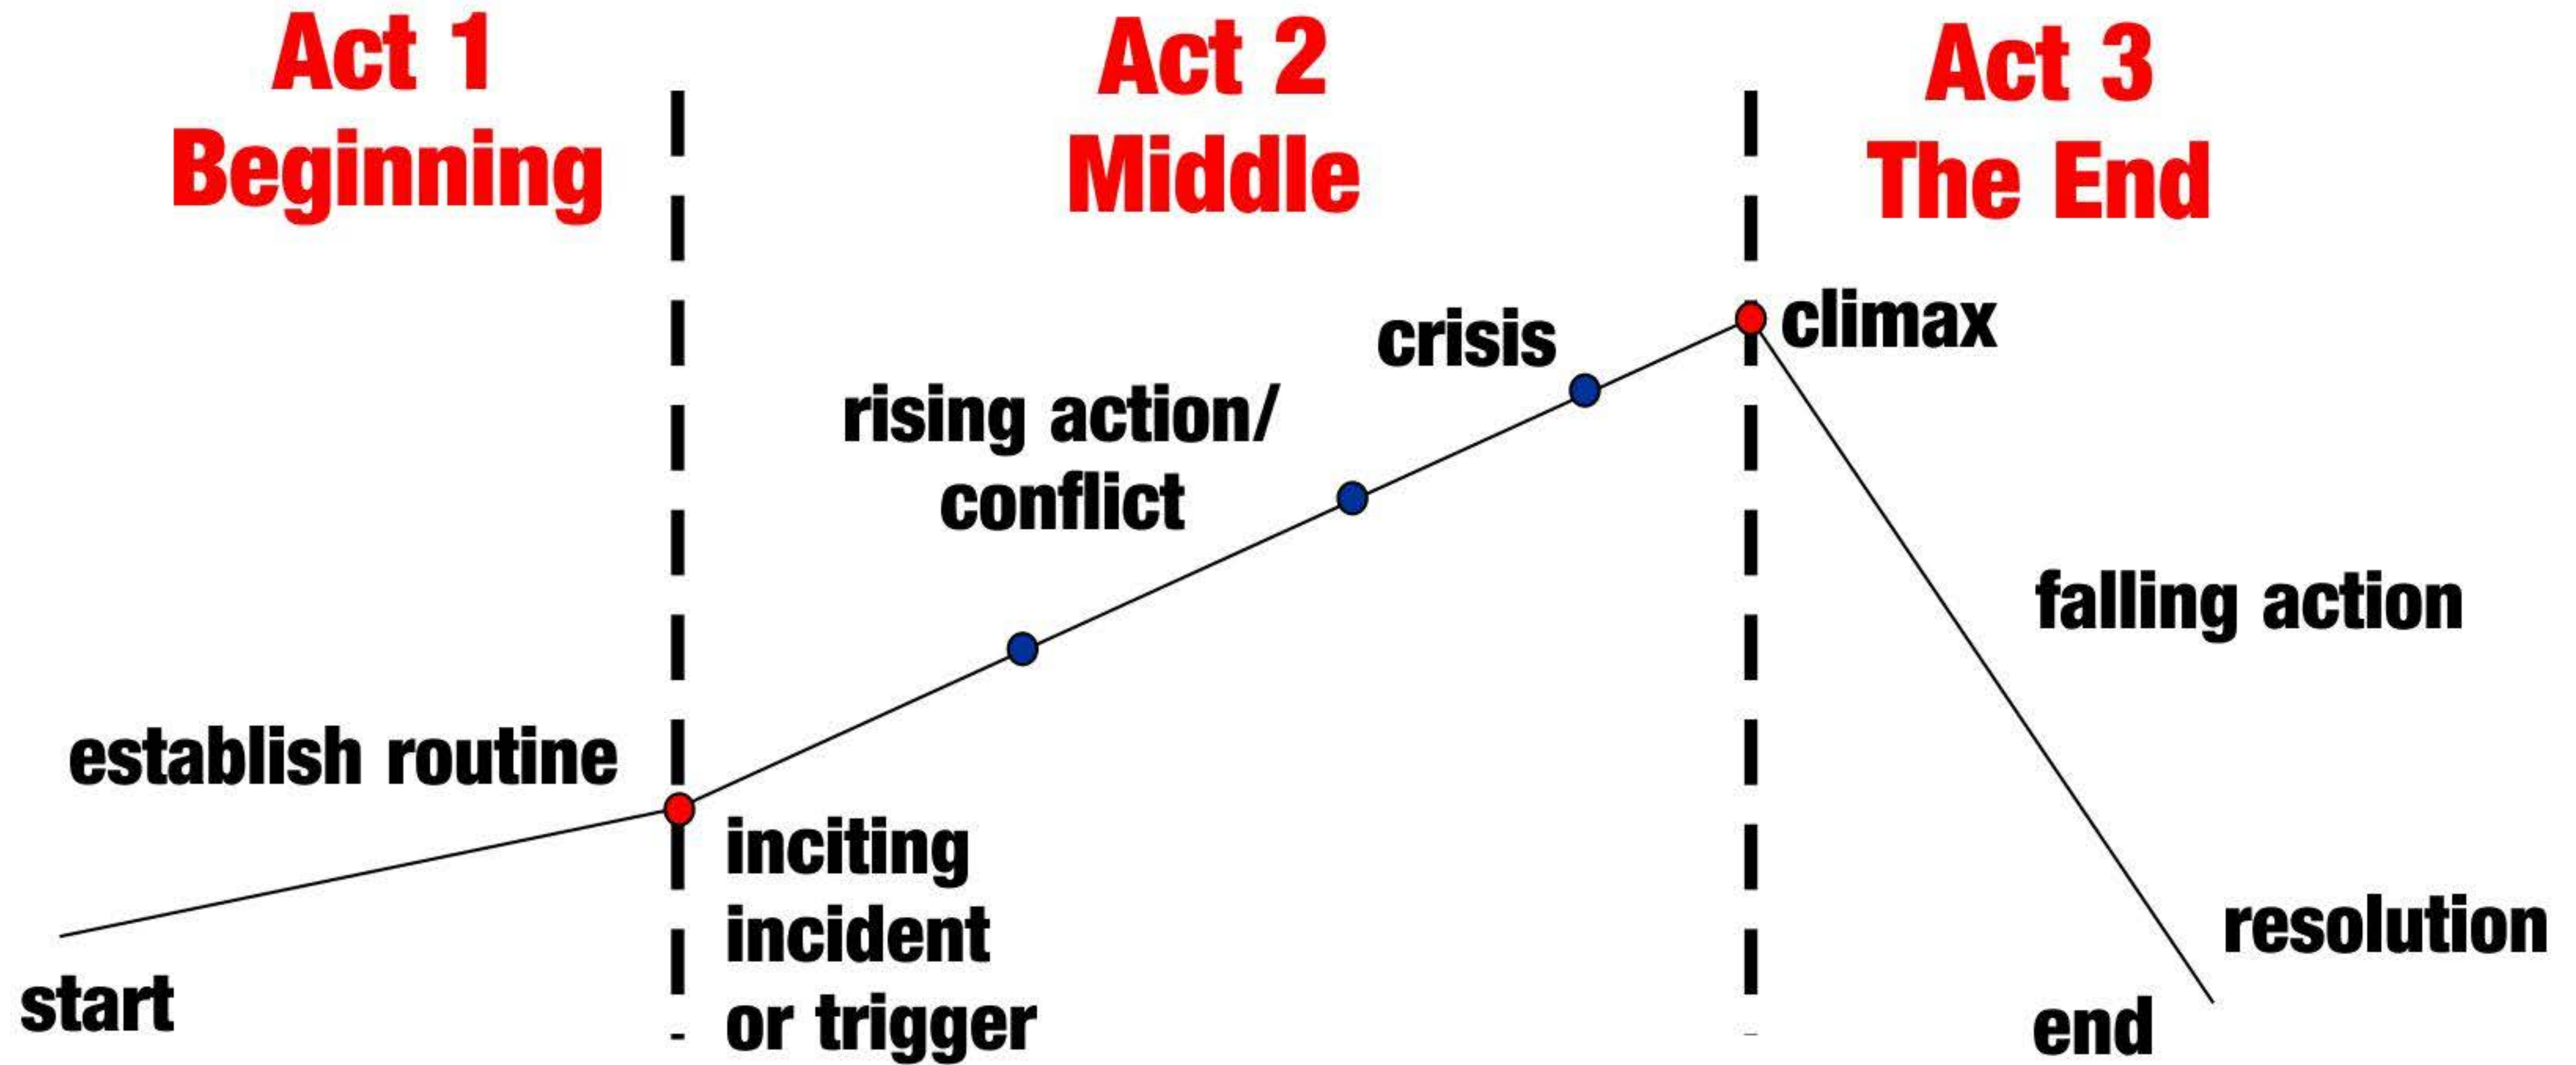 Act 1
Beginning
Act 2
Middle
Act 3
The End
climax
crisis
rising action/
conflict
falling action
establish routine
inciting
incident
or trigger
resolution
start
end